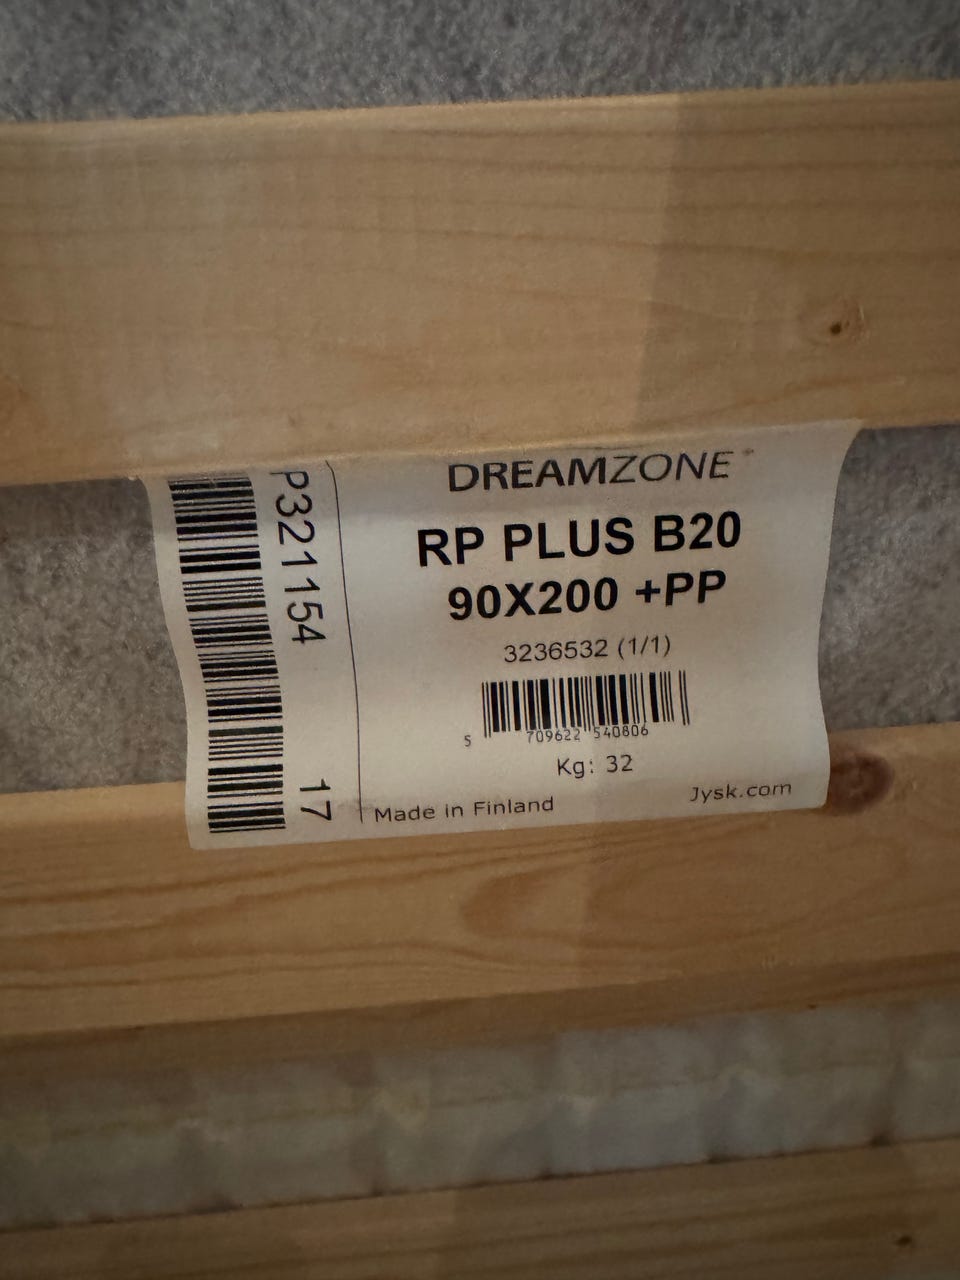 P321154
17
DREAMZONE™
RP PLUS B20
90X200 +PP
3236532 (1/1)
5 709622 540806
Kg: 32
Made in Finland
Jysk.com